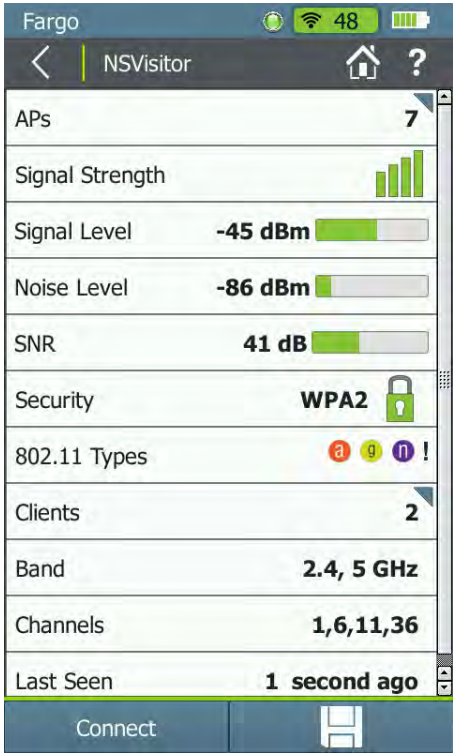 Fargo 48
NSVisitor ?
APs 7
Signal Strength
Signal Level -45 dBm
Noise Level -86 dBm
SNR 41 dB
Security WPA2
802.11 Types a g n !
Clients 2
Band 2.4, 5 GHz
Channels 1,6,11,36
Last Seen 1 second ago
Connect